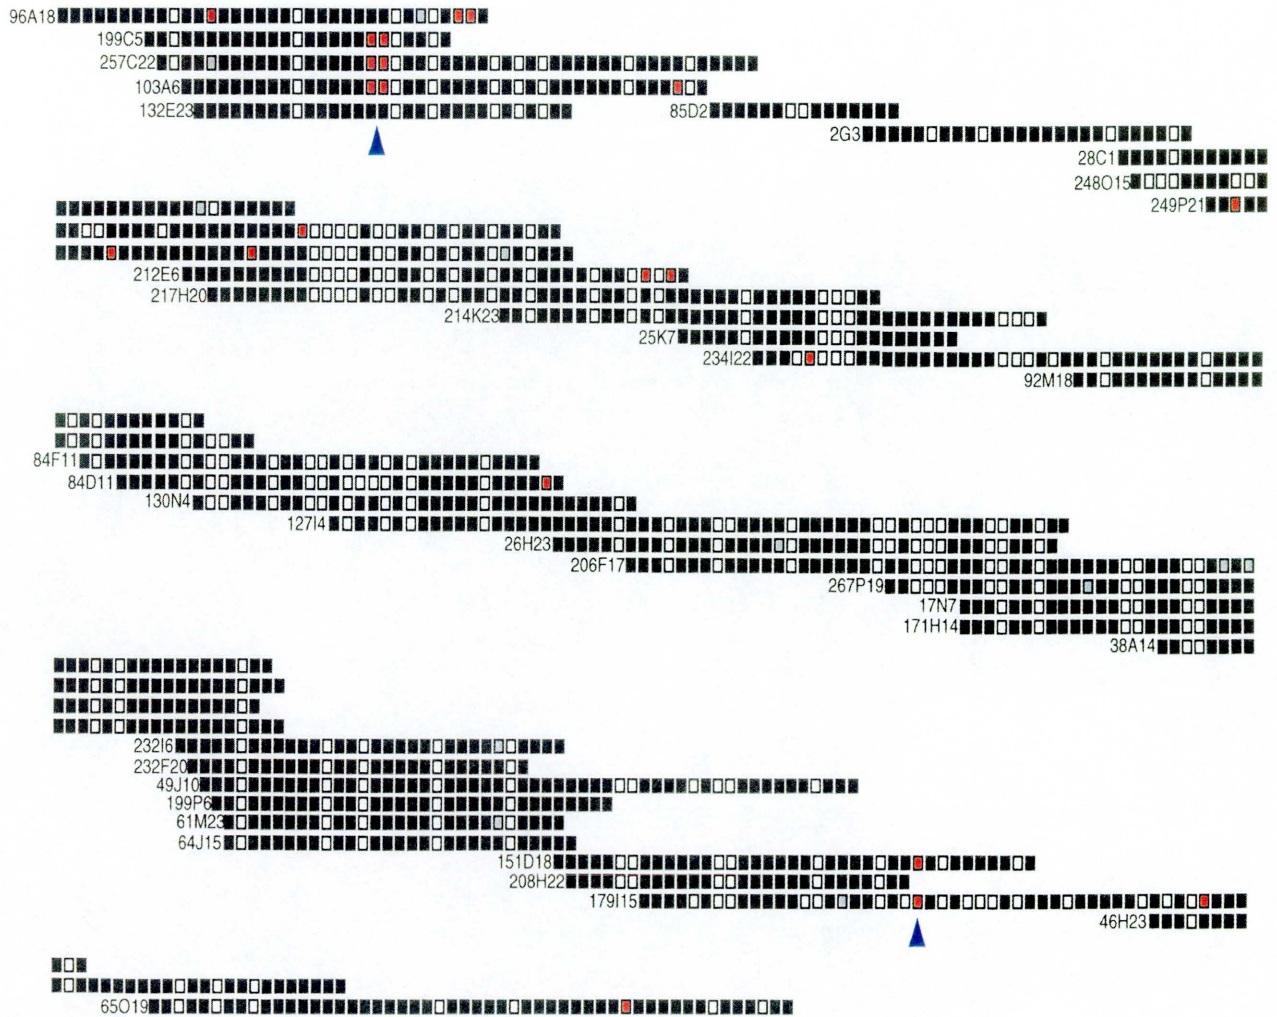 96A18
199C5
257C22
103A6
132E23 85D2
2G3
28C1
248O15
249P21
212E6
217H20
214K23
25K7
234I22
92M18
84F11
84D11
130N4
127I4
26H23
206F17
267P19
17N7
171H14
38A14
232I6
232F20
49J10
199P6
61M23
64J15
151D18
208H22
179I15
46H23
65O19